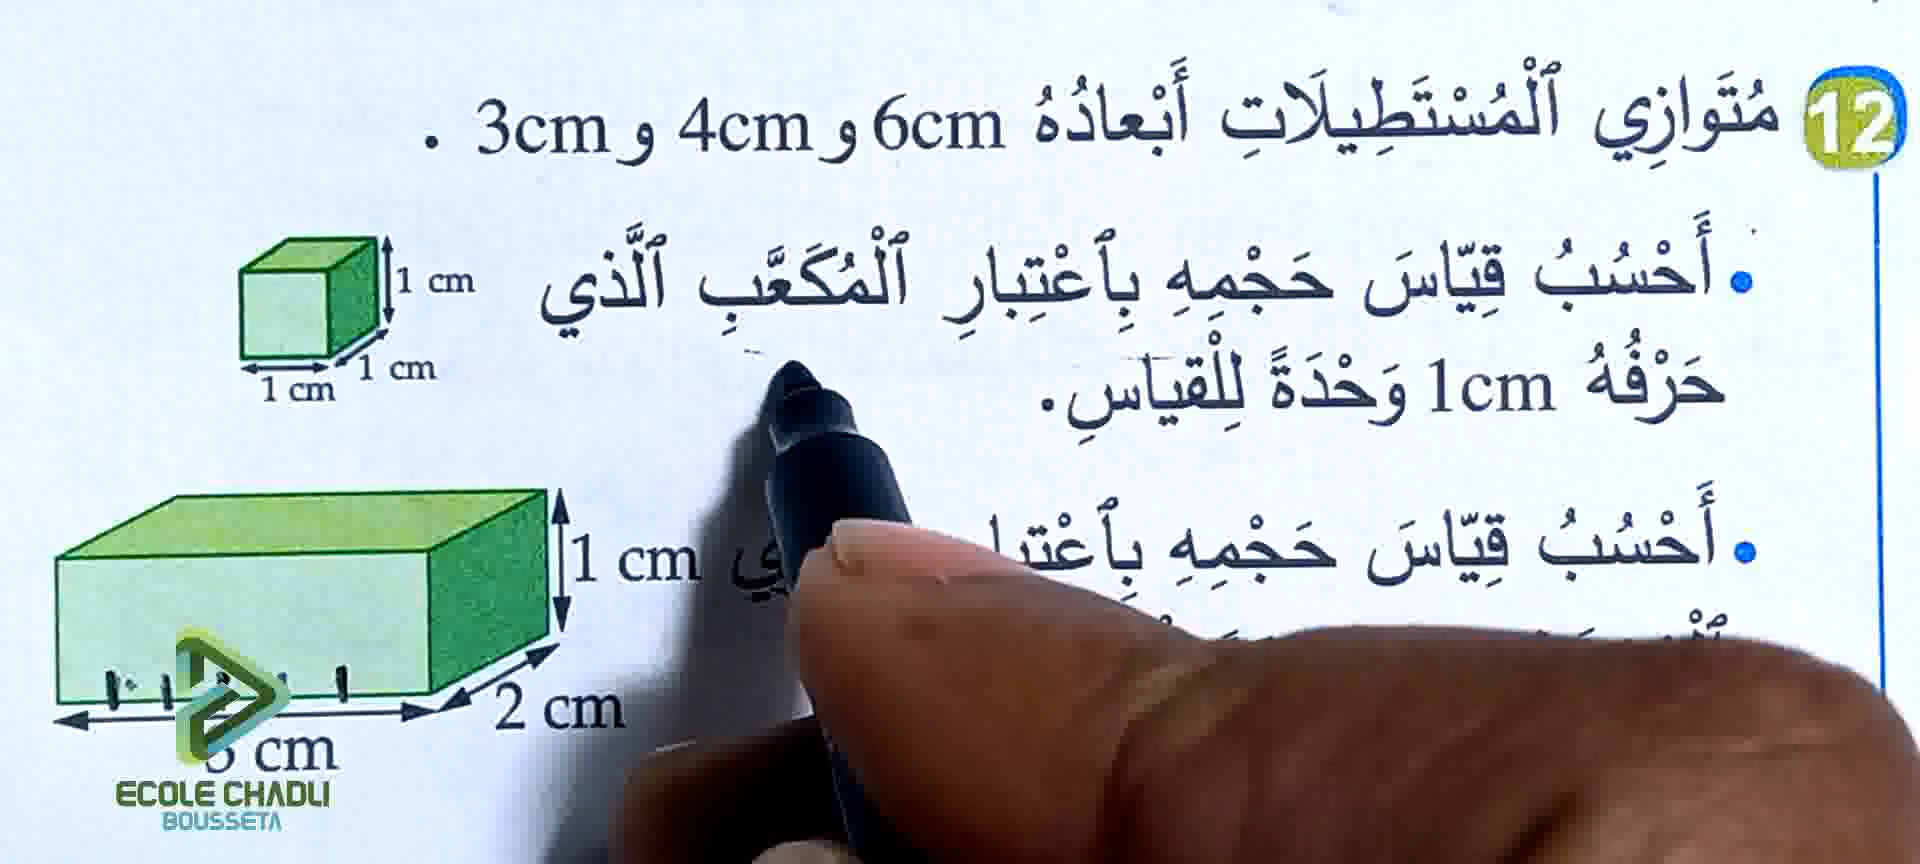 12 مُتَوازِي ٱلْمُسْتَطِيلَاتِ أَبْعادُهُ 6cm و 4cm و 3cm .
• أَحْسُبُ قِيّاسَ حَجْمِهِ بِٱعْتِبارِ ٱلْمُكَعَّبِ ٱلَّذي
حَرْفُهُ 1cm وَحْدَةً لِلْقياسِ.
1 cm
1 cm
1 cm
• أَحْسُبُ قِيّاسَ حَجْمِهِ
1 cm
2 cm
cm
ECOLE CHADLI
BOUSSETA